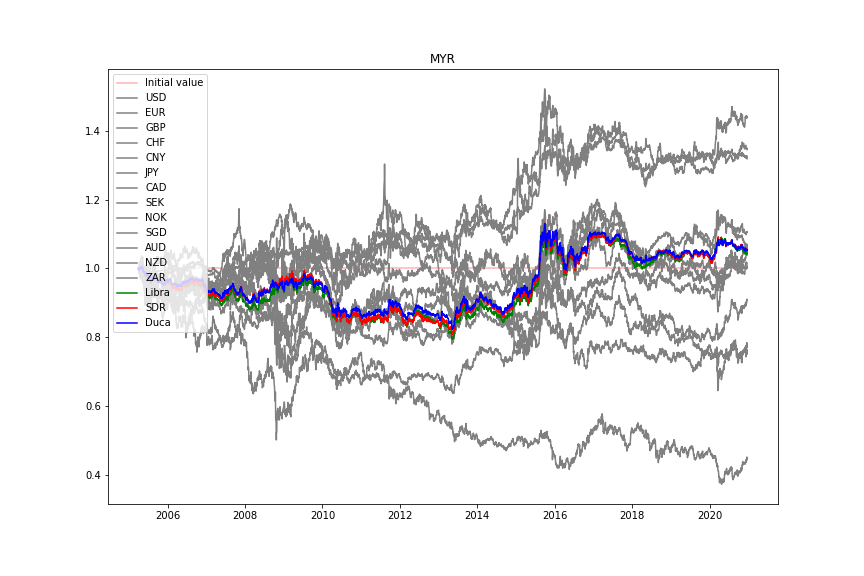 MYR
Initial value
USD
EUR
GBP
CHF
CNY
JPY
CAD
SEK
NOK
SGD
AUD
NZD
ZAR
Libra
SDR
Duca
1.4
1.2
1.0
0.8
0.6
0.4
2006 2008 2010 2012 2014 2016 2018 2020